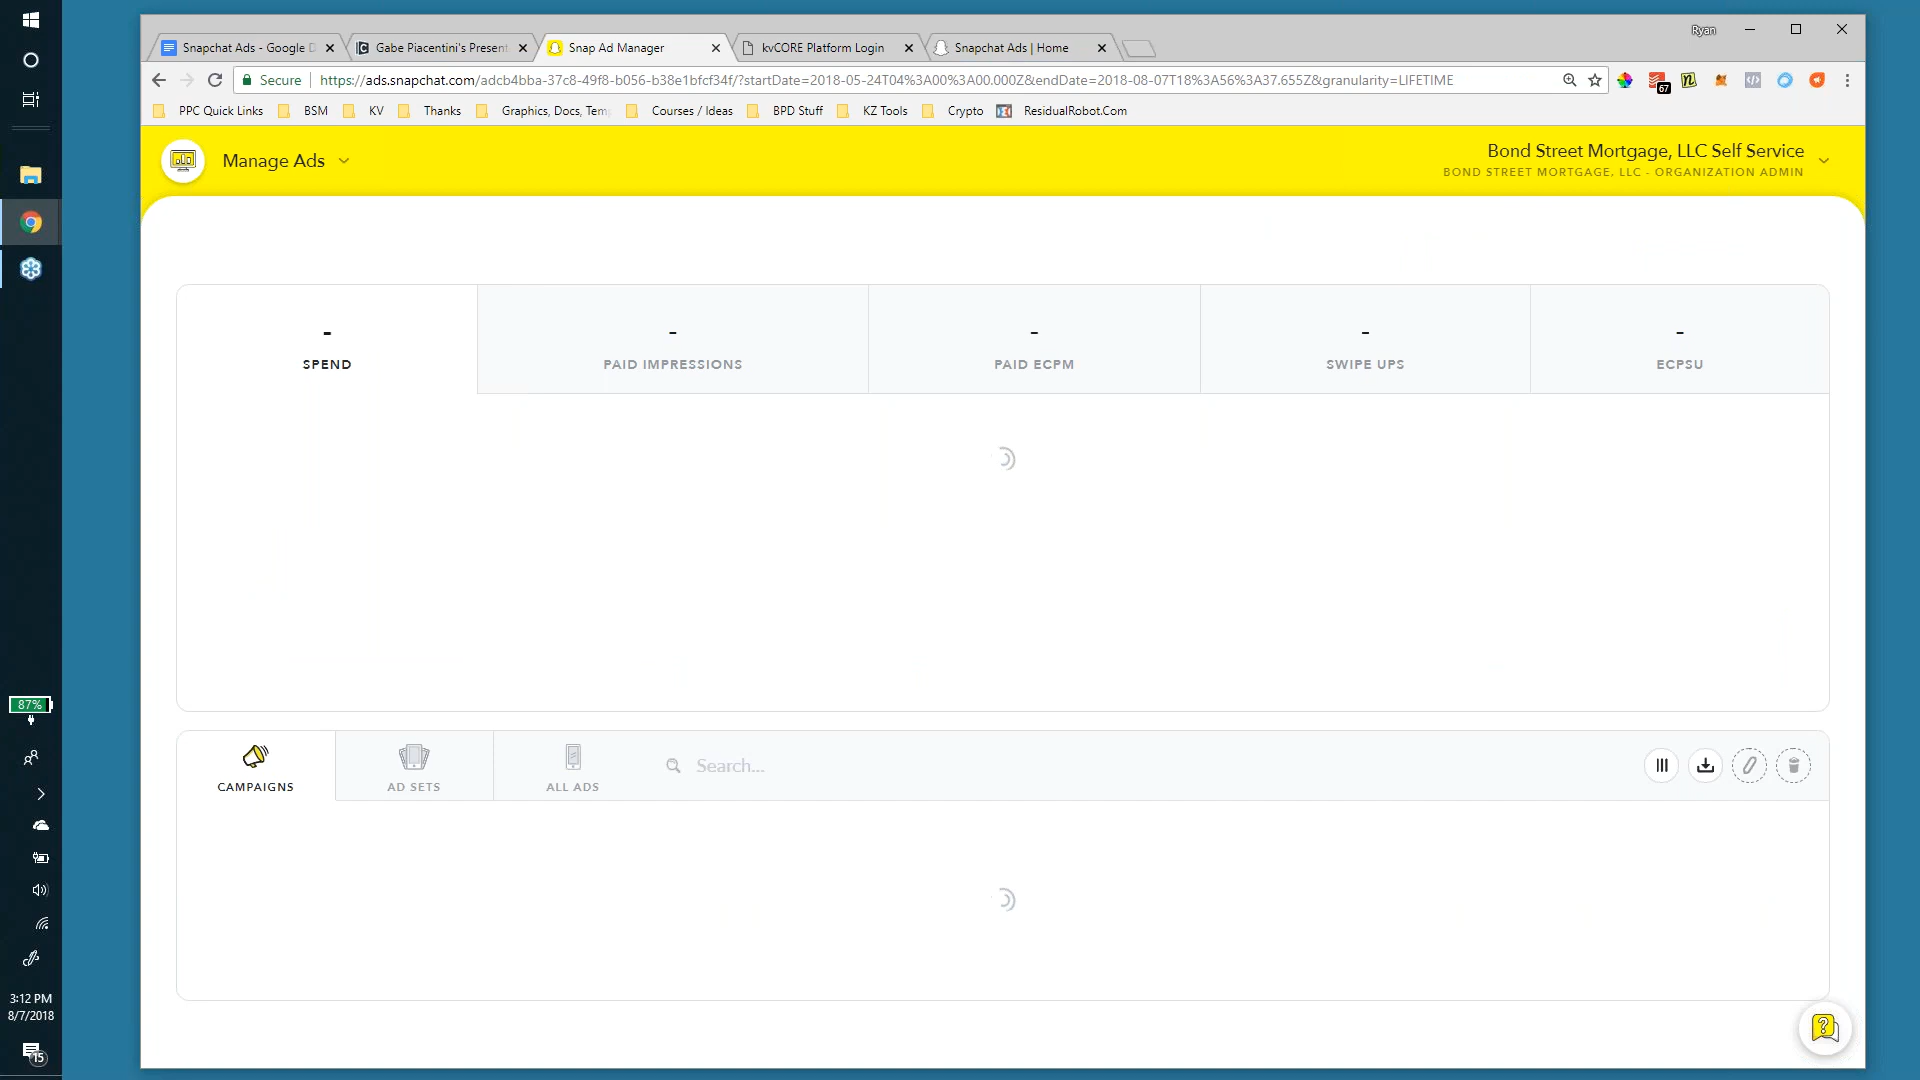 Ryan
Snapchat Ads - Google D
Gabe Piacentini's Present
Snap Ad Manager
kvCORE Platform Login
Snapchat Ads | Home
Secure
https://ads.snapchat.com/adcb4bba-37c8-49f8-b056-b38e1bfcf34f/?startDate=2018-05-24T04%3A00%3A00.000Z&endDate=2018-08-07T18%3A56%3A37.655Z&granularity=LIFETIME
67
PPC Quick Links
BSM
KV
Thanks
Graphics, Docs, Tem
Courses / Ideas
BPD Stuff
KZ Tools
Crypto
ResidualRobot.Com
Manage Ads
Bond Street Mortgage, LLC Self Service
BOND STREET MORTGAGE, LLC - ORGANIZATION ADMIN
-
SPEND
-
PAID IMPRESSIONS
-
PAID ECPM
-
SWIPE UPS
-
ECPSU
CAMPAIGNS
AD SETS
ALL ADS
Search...
87%
3:12 PM
8/7/2018
15